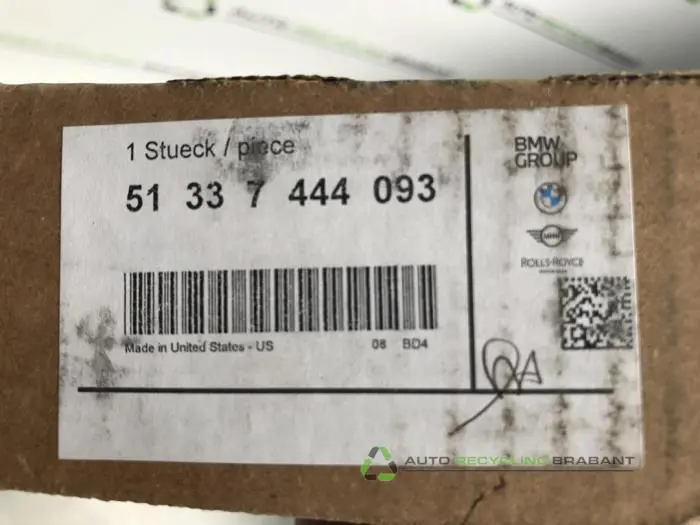 1 Stueck / piece
51 33 7 444 093
Made in United States - US 08 BD4
BMW
GROUP
MINI
ROLLS-ROYCE
AUTO RECYCLING BRABANT